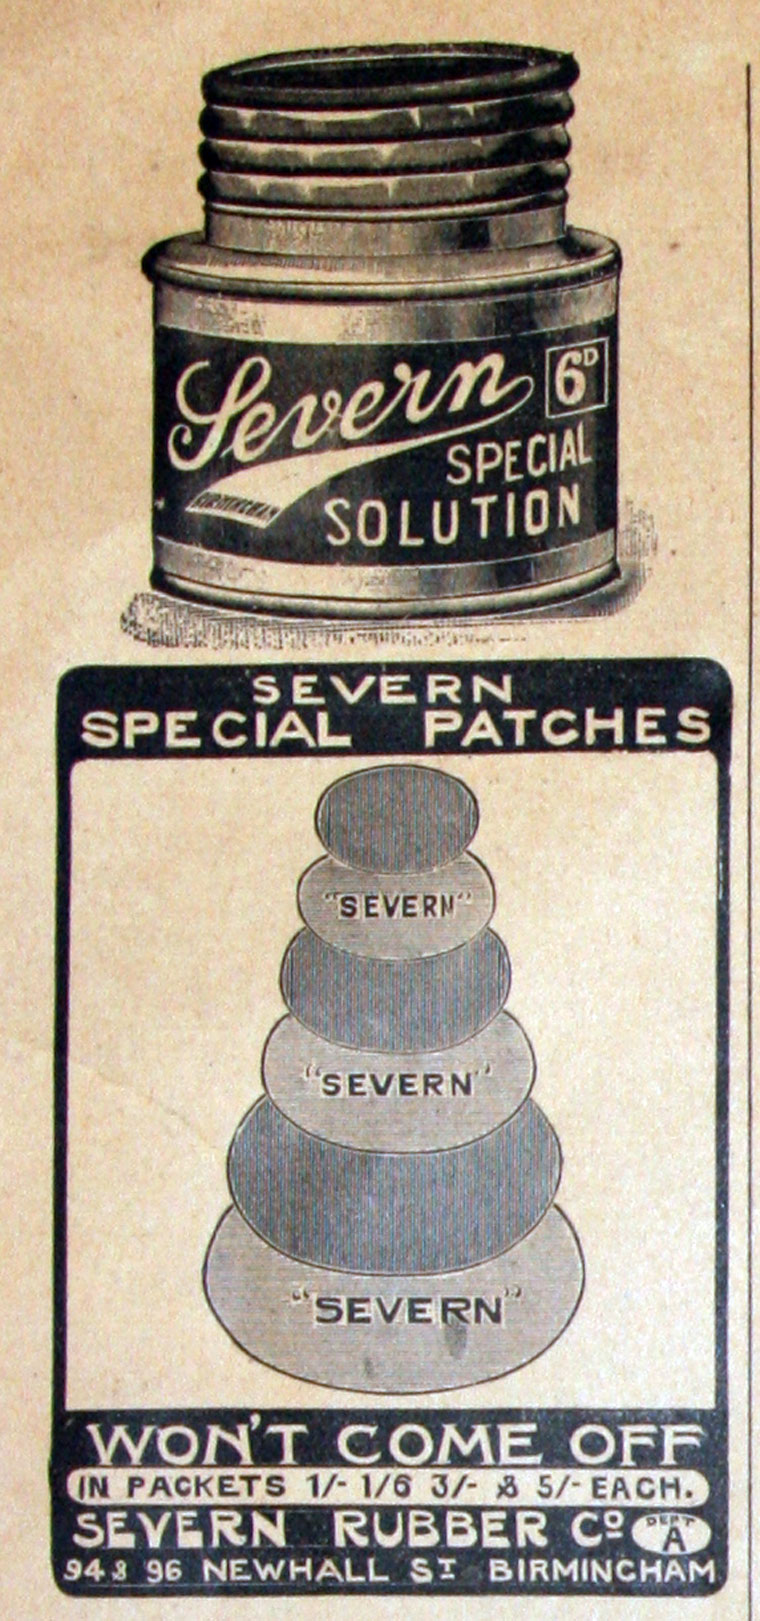 Severn 6D
SPECIAL
BIRMINGHAM
SOLUTION
SEVERN
SPECIAL PATCHES
"SEVERN"
"SEVERN"
"SEVERN"
WON'T COME OFF
IN PACKETS 1/- 1/6 3/- & 5/- EACH.
SEVERN RUBBER Co DEPT A
94 & 96 NEWHALL ST BIRMINGHAM